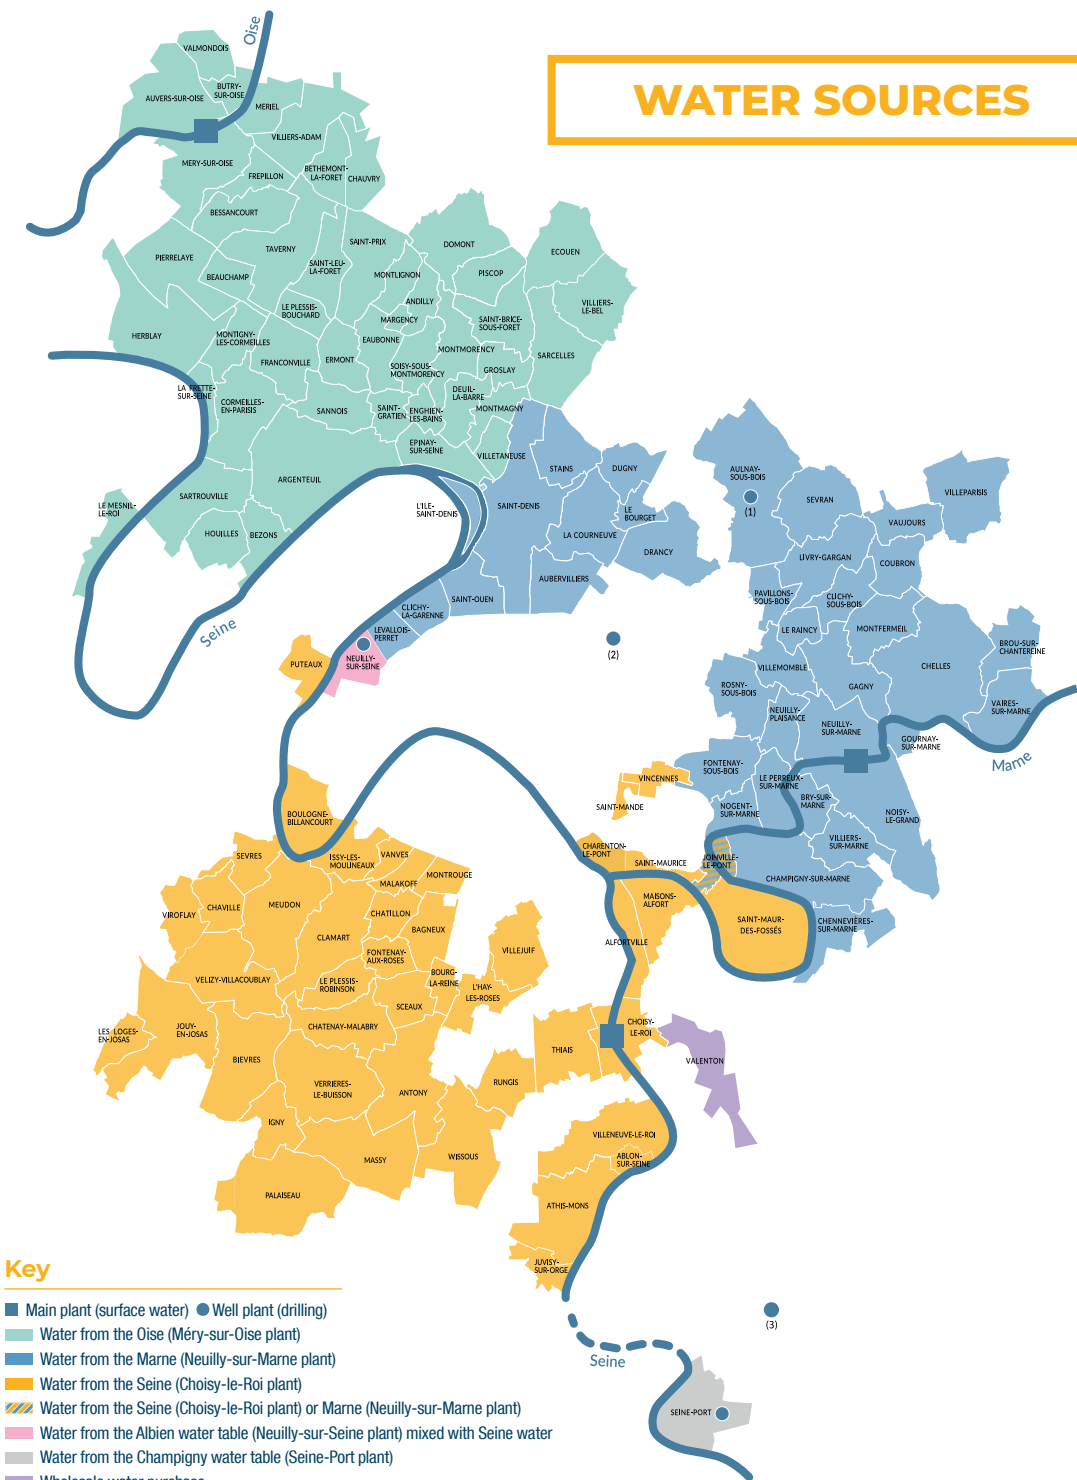 WATER SOURCES
Oise
VALMONDOIS
BUTRY-
SUR-OISE
AUVERS-SUR-OISE
MERIEL
VILLIERS-ADAM
MERY-SUR-OISE
FREPILLON
BETHEMONT-
LA-FORET
CHAUVRY
BESSANCOURT
PIERRELAYE
TAVERNY
SAINT-PRIX
BEAUCHAMP
SAINT-LEU-
LA-FORET
MONTLIGNON
DOMONT
PISCOP
ECOUEN
VILLIERS-
LE-BEL
ANDILLY
LE PLESSIS-
BOUCHARD
MARGENCY
SAINT-BRICE-
SOUS-FORET
HERBLAY
MONTIGNY-
LES-CORMEILLES
EAUBONNE
MONTMORENCY
SARCELLES
FRANCONVILLE
ERMONT
SOISY-SOUS-
MONTMORENCY
GROSLAY
LA FRETTE-
SUR-SEINE
CORMEILLES-
EN-PARISIS
SANNOIS
SAINT-
GRATIEN
ENGHIEN-
LES-BAINS
DEUIL-
LA-BARRE
MONTMAGNY
EPINAY-
SUR-SEINE
VILLETANEUSE
ARGENTEUIL
SARTROUVILLE
LE MESNIL-
LE-ROI
HOUILLES
BEZONS
L'ILE-
SAINT-DENIS
SAINT-DENIS
STAINS
DUGNY
LE
BOURGET
LA COURNEUVE
DRANCY
AUBERVILLIERS
SAINT-OUEN
CLICHY-
LA-GARENNE
LEVALLOIS-
PERRET
NEUILLY-
SUR-SEINE
PUTEAUX
Seine
(2)
AULNAY-
SOUS-BOIS
(1)
SEVRAN
VILLEPARISIS
VAUJOURS
LIVRY-GARGAN
COUBRON
PAVILLONS-
SOUS-BOIS
CLICHY-
SOUS-BOIS
LE RAINCY
MONTFERMEIL
BROU-SUR-
CHANTEREINE
VILLEMOMBLE
CHELLES
ROSNY-
SOUS-BOIS
GAGNY
NEUILLY-
PLAISANCE
NEUILLY-
SUR-MARNE
VAIRES-
SUR-MARNE
GOURNAY-
SUR-MARNE
Marne
FONTENAY-
SOUS-BOIS
LE PERREUX-
SUR-MARNE
VINCENNES
SAINT-MANDE
NOGENT-
SUR-MARNE
BRY-SUR-
MARNE
NOISY-
LE-GRAND
VILLIERS-
SUR-MARNE
BOULOGNE-
BILLANCOURT
CHARENTON-
LE-PONT
SAINT-MAURICE
JOINVILLE-
LE-PONT
CHAMPIGNY-SUR-MARNE
SEVRES
ISSY-LES-
MOULINEAUX
VANVES
MALAKOFF
MONTROUGE
MAISONS-
ALFORT
SAINT-MAUR-
DES-FOSSÉS
CHENNEVIÈRES-
SUR-MARNE
VIROFLAY
CHAVILLE
MEUDON
CHATILLON
BAGNEUX
CLAMART
ALFORTVILLE
FONTENAY-
AUX-ROSES
VILLEJUIF
VELIZY-VILLACOUBLAY
LE PLESSIS-
ROBINSON
BOURG-
LA-REINE
L'HAY-
LES-ROSES
SCEAUX
LES LOGES-
EN-JOSAS
JOUY-
EN-JOSAS
CHATENAY-MALABRY
CHOISY-
LE-ROI
THIAIS
VALENTON
BIEVRES
RUNGIS
VERRIERES-
LE-BUISSON
ANTONY
IGNY
MASSY
WISSOUS
VILLENEUVE-LE-ROI
ABLON-
SUR-SEINE
PALAISEAU
ATHIS-MONS
JUVISY-
SUR-ORGE
(3)
Seine
SEINE-PORT
Key
Main plant (surface water) Well plant (drilling)
Water from the Oise (Méry-sur-Oise plant)
Water from the Marne (Neuilly-sur-Marne plant)
Water from the Seine (Choisy-le-Roi plant)
Water from the Seine (Choisy-le-Roi plant) or Marne (Neuilly-sur-Marne plant)
Water from the Albien water table (Neuilly-sur-Seine plant) mixed with Seine water
Water from the Champigny water table (Seine-Port plant)
Wholesale water purchase